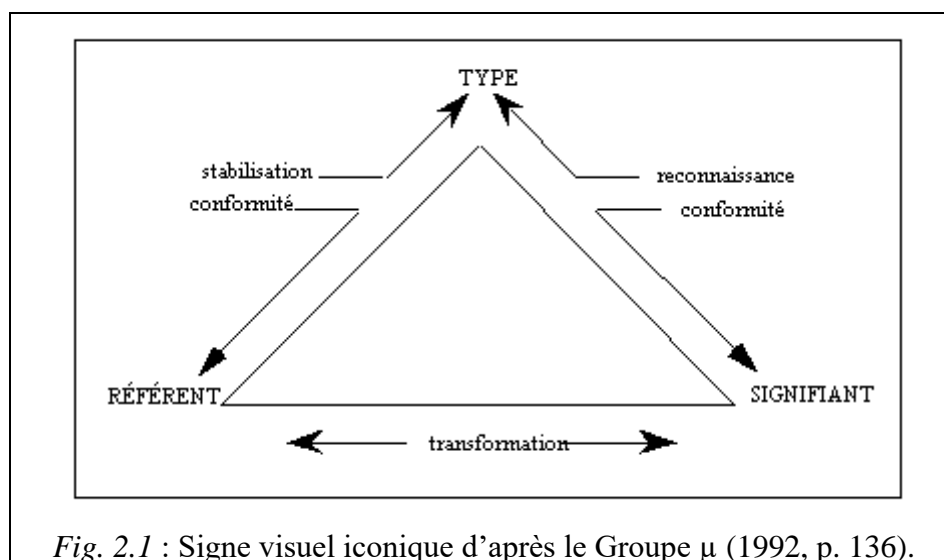 TYPE
stabilisation
reconnaissance
conformité
conformité
RÉFÉRENT
SIGNIFIANT
transformation
Fig. 2.1 : Signe visuel iconique d’après le Groupe µ (1992, p. 136).